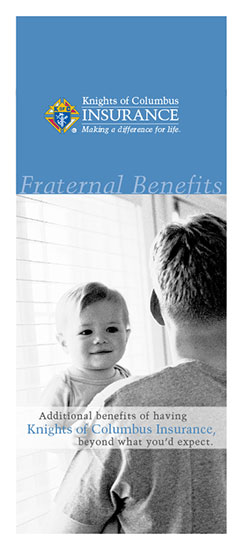 Knights of Columbus
INSURANCE
Making a difference for life.
Fraternal Benefits
Additional benefits of having
Knights of Columbus Insurance,
beyond what you'd expect.